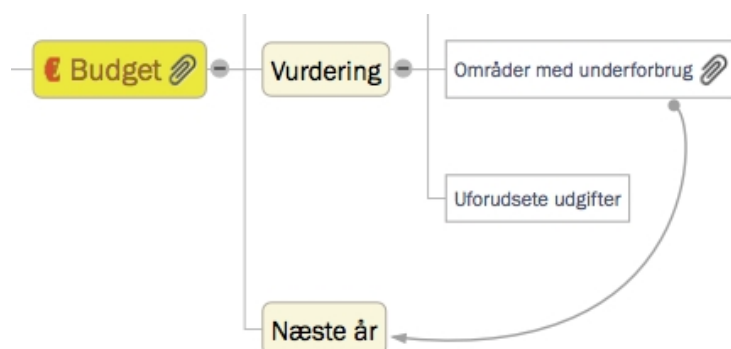 Budget
Vurdering
Områder med underforbrug
Uforudsete udgifter
Næste år